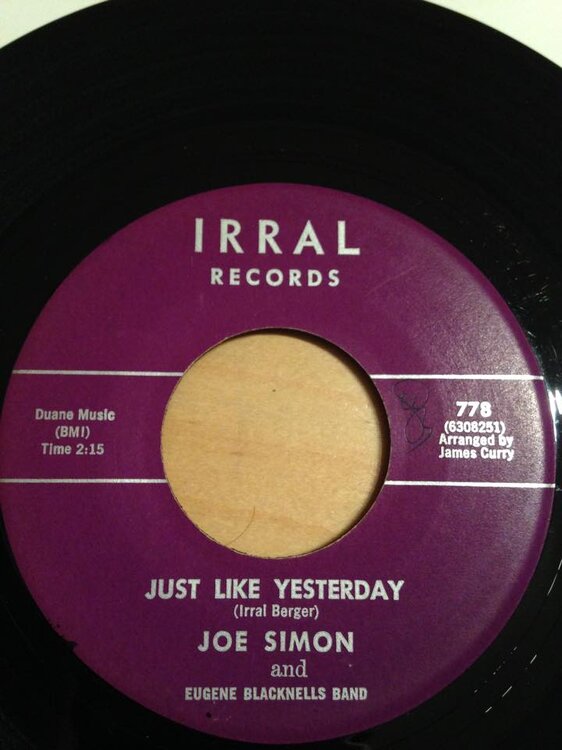 IRRAL
RECORDS
Duane Music
(BMI)
Time 2:15
778
(6308251)
Arranged by
James Curry
JUST LIKE YESTERDAY
(Irral Berger)
JOE SIMON
and
EUGENE BLACKNELLS BAND